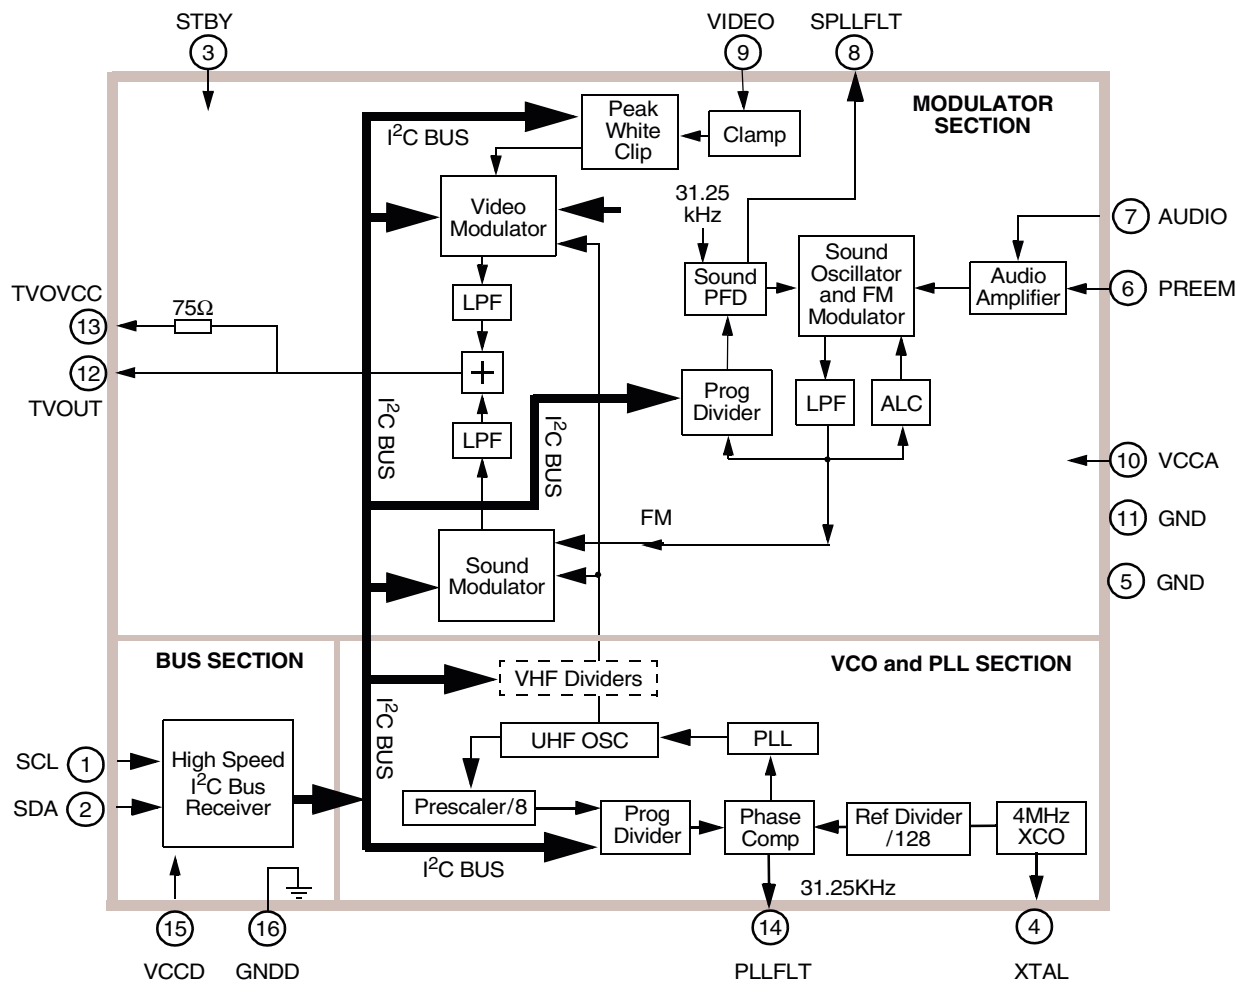 STBY
3
VIDEO
9
SPLLFLT
8
MODULATOR
SECTION
Peak
White
Clip
Clamp
I²C BUS
Video
Modulator
31.25
kHz
7 AUDIO
Sound
PFD
Sound
Oscillator
and FM
Modulator
Audio
Amplifier
6 PREEM
TVOVCC
13
75Ω
LPF
12
TVOUT
+
Prog
Divider
LPF
ALC
I²C BUS
LPF
I²C BUS
10 VCCA
11 GND
FM
Sound
Modulator
5 GND
BUS SECTION
VCO and PLL SECTION
VHF Dividers
I²C BUS
UHF OSC
PLL
SCL 1
SDA 2
High Speed
I²C Bus
Receiver
Prescaler/8
Prog
Divider
Phase
Comp
Ref Divider
/128
4MHz
XCO
I²C BUS
31.25KHz
15
VCCD
16
GNDD
14
PLLFLT
4
XTAL